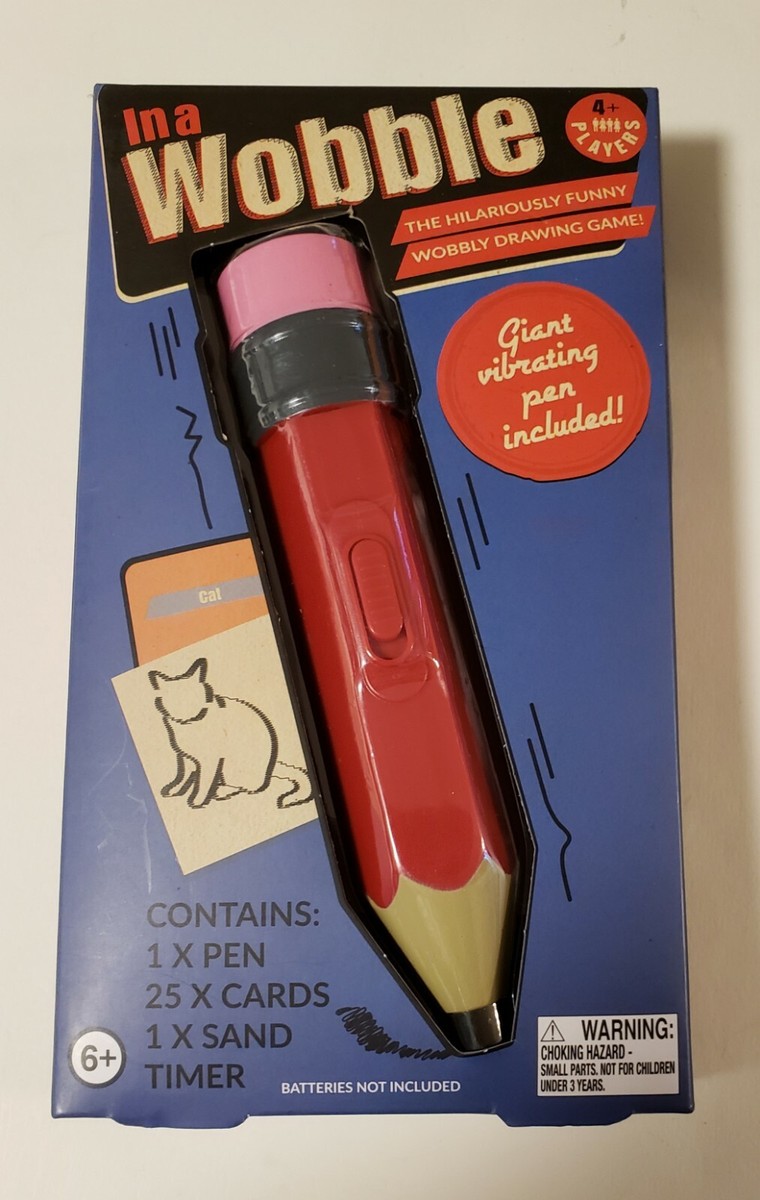 In a
Wobble
4+
PLAYERS
THE HILARIOUSLY FUNNY
WOBBLY DRAWING GAME!
Giant
vibrating
pen
included!
Cat
CONTAINS:
1 X PEN
25 X CARDS
1 X SAND
TIMER
6+
BATTERIES NOT INCLUDED
WARNING:
CHOKING HAZARD -
SMALL PARTS. NOT FOR CHILDREN
UNDER 3 YEARS.